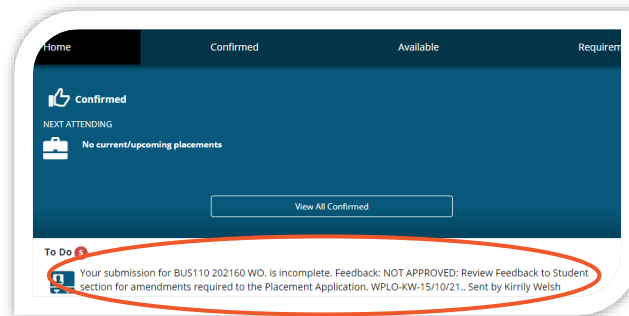 Home Confirmed Available Requirem
Confirmed
NEXT ATTENDING
No current/upcoming placements
View All Confirmed
To Do 5
Your submission for BUS110 202160 WO. is incomplete. Feedback: NOT APPROVED: Review Feedback to Student
section for amendments required to the Placement Application. WPLO-KW-15/10/21.. Sent by Kirrily Welsh